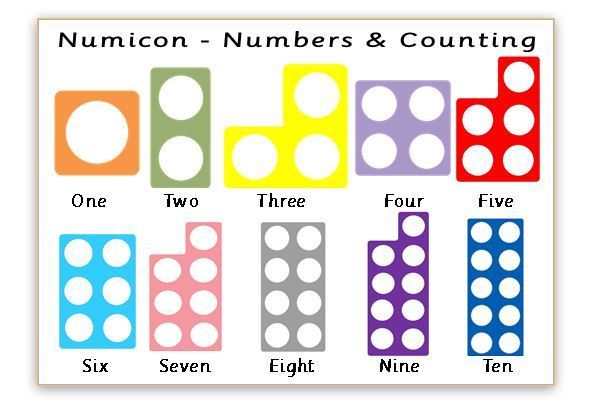 Numicon - Numbers & Counting
One Two Three Four Five
Six Seven Eight Nine Ten